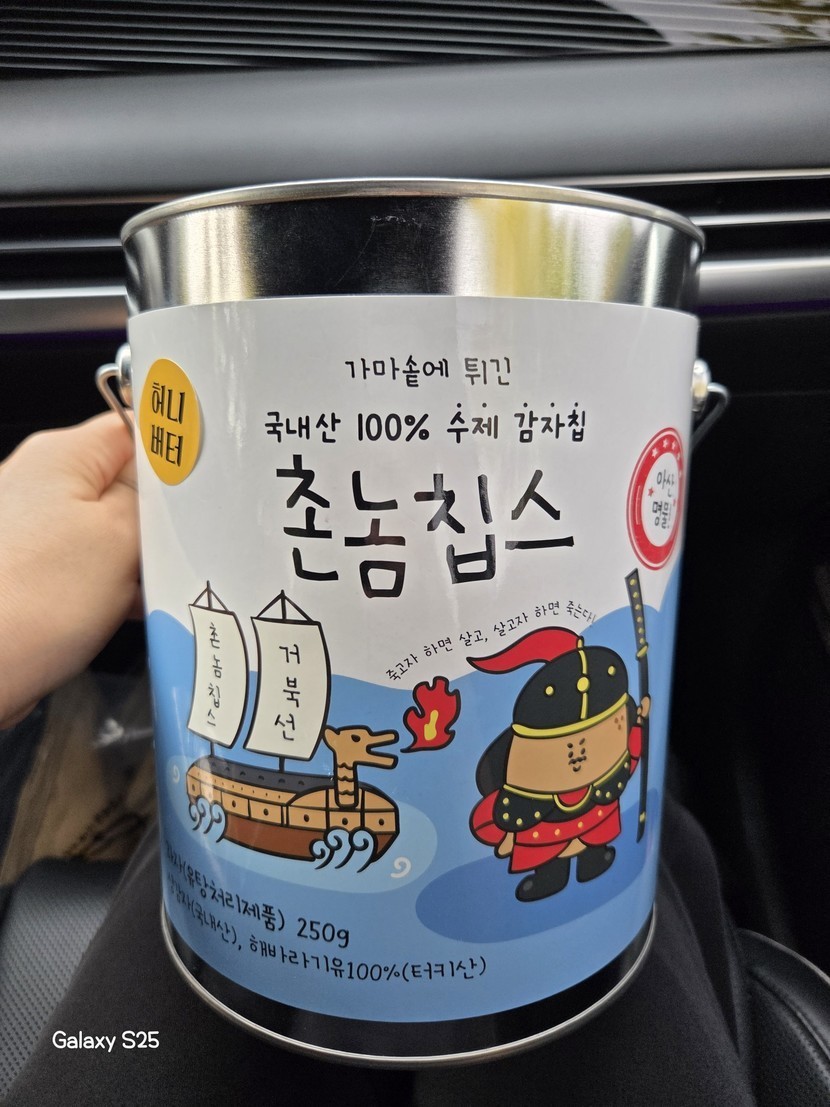 가마솥에 튀긴
국내산 100% 수제 감자칩
허니
버터
촌놈칩스
아산
명물!
죽고자 하면 살고, 살고자 하면 죽는다!
촌놈칩스
거북선
(유탕처리제품) 250g
(국내산), 해바라기유100%(터키산)
Galaxy S25